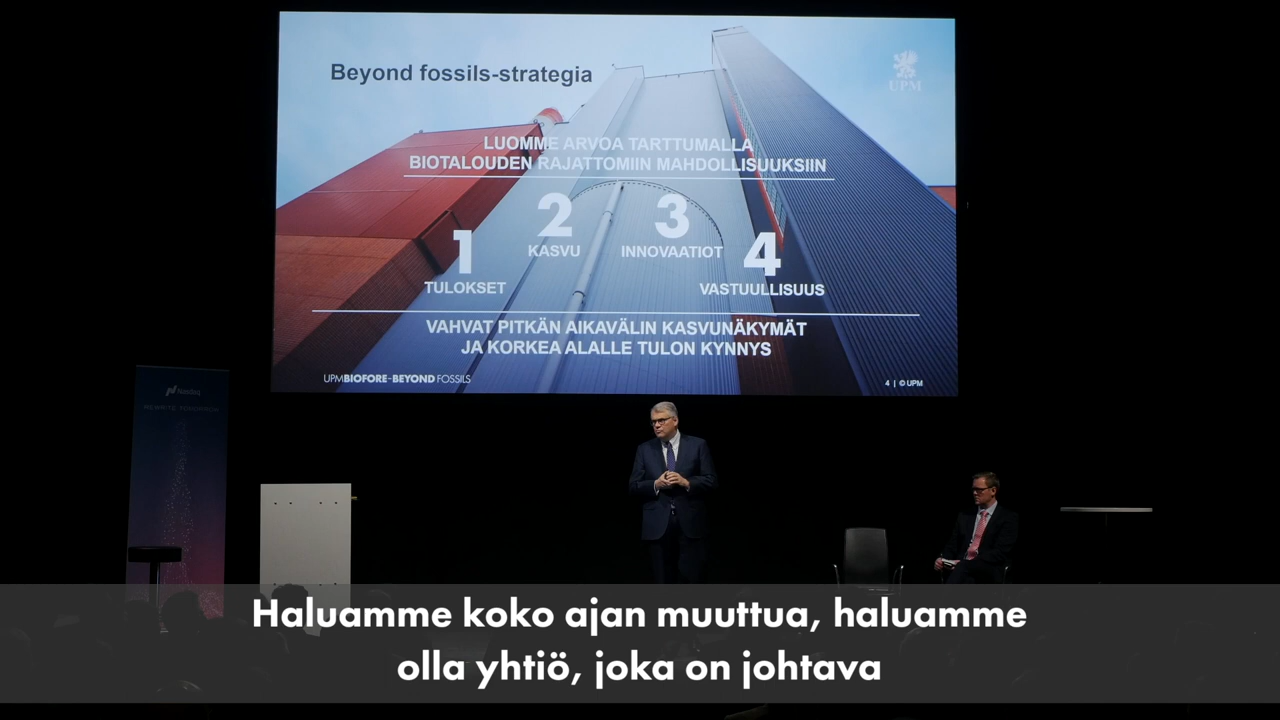 Beyond fossils-strategia
UPM
LUOMME ARVOA TARTTUMALLA
BIOTALOUDEN RAJATTOMIIN MAHDOLLISUUKSIIN
1
TULOKSET
2
KASVU
3
INNOVAATIOT
4
VASTUULLISUUS
VAHVAT PITKÄN AIKAVÄLIN KASVUNÄKYMÄT
JA KORKEA ALALLE TULON KYNNYS
UPMBIOFORE–BEYOND FOSSILS
4 | © UPM
Nasdaq
Haluamme koko ajan muuttua, haluamme
olla yhtiö, joka on johtava